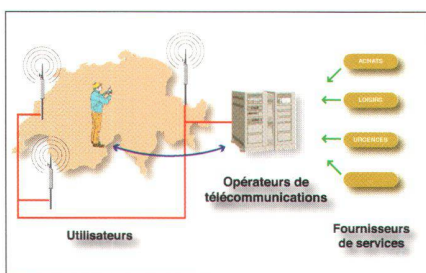 ACHATS
LOISIRS
URGENCES
Opérateurs de
télécommunications
Utilisateurs
Fournisseurs
de services